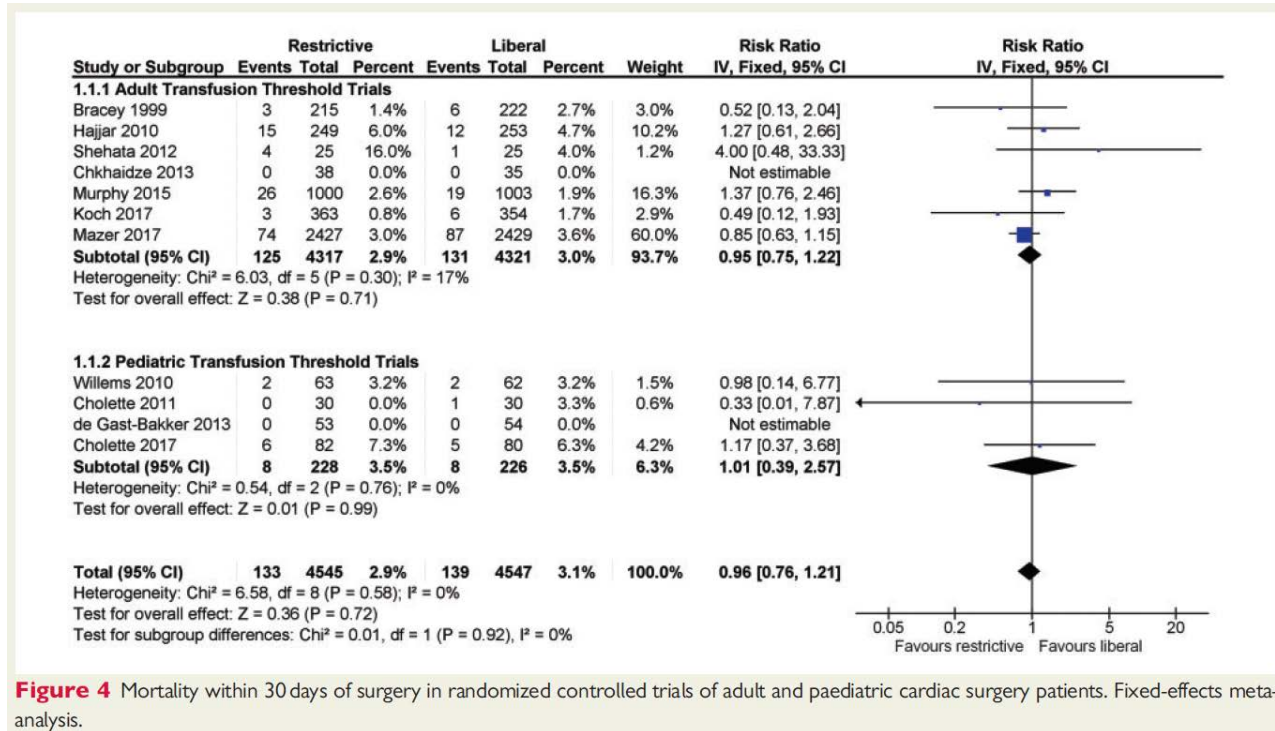 Restrictive Liberal Risk Ratio Risk Ratio
Study or Subgroup Events Total Percent Events Total Percent Weight IV, Fixed, 95% CI IV, Fixed, 95% CI
1.1.1 Adult Transfusion Threshold Trials
Bracey 1999 3 215 1.4% 6 222 2.7% 3.0% 0.52 [0.13, 2.04]
Hajjar 2010 15 249 6.0% 12 253 4.7% 10.2% 1.27 [0.61, 2.66]
Shehata 2012 4 25 16.0% 1 25 4.0% 1.2% 4.00 [0.48, 33.33]
Chkhaidze 2013 0 38 0.0% 0 35 0.0% Not estimable
Murphy 2015 26 1000 2.6% 19 1003 1.9% 16.3% 1.37 [0.76, 2.46]
Koch 2017 3 363 0.8% 6 354 1.7% 2.9% 0.49 [0.12, 1.93]
Mazer 2017 74 2427 3.0% 87 2429 3.6% 60.0% 0.85 [0.63, 1.15]
Subtotal (95% CI) 125 4317 2.9% 131 4321 3.0% 93.7% 0.95 [0.75, 1.22]
Heterogeneity: Chi² = 6.03, df = 5 (P = 0.30); I² = 17%
Test for overall effect: Z = 0.38 (P = 0.71)
1.1.2 Pediatric Transfusion Threshold Trials
Willems 2010 2 63 3.2% 2 62 3.2% 1.5% 0.98 [0.14, 6.77]
Cholette 2011 0 30 0.0% 1 30 3.3% 0.6% 0.33 [0.01, 7.87]
de Gast-Bakker 2013 0 53 0.0% 0 54 0.0% Not estimable
Cholette 2017 6 82 7.3% 5 80 6.3% 4.2% 1.17 [0.37, 3.68]
Subtotal (95% CI) 8 228 3.5% 8 226 3.5% 6.3% 1.01 [0.39, 2.57]
Heterogeneity: Chi² = 0.54, df = 2 (P = 0.76); I² = 0%
Test for overall effect: Z = 0.01 (P = 0.99)
Total (95% CI) 133 4545 2.9% 139 4547 3.1% 100.0% 0.96 [0.76, 1.21]
Heterogeneity: Chi² = 6.58, df = 8 (P = 0.58); I² = 0%
Test for overall effect: Z = 0.36 (P = 0.72)
Test for subgroup differences: Chi² = 0.01, df = 1 (P = 0.92), I² = 0%
0.05 0.2 1 5 20
Favours restrictive Favours liberal
Figure 4 Mortality within 30 days of surgery in randomized controlled trials of adult and paediatric cardiac surgery patients. Fixed-effects meta-
analysis.